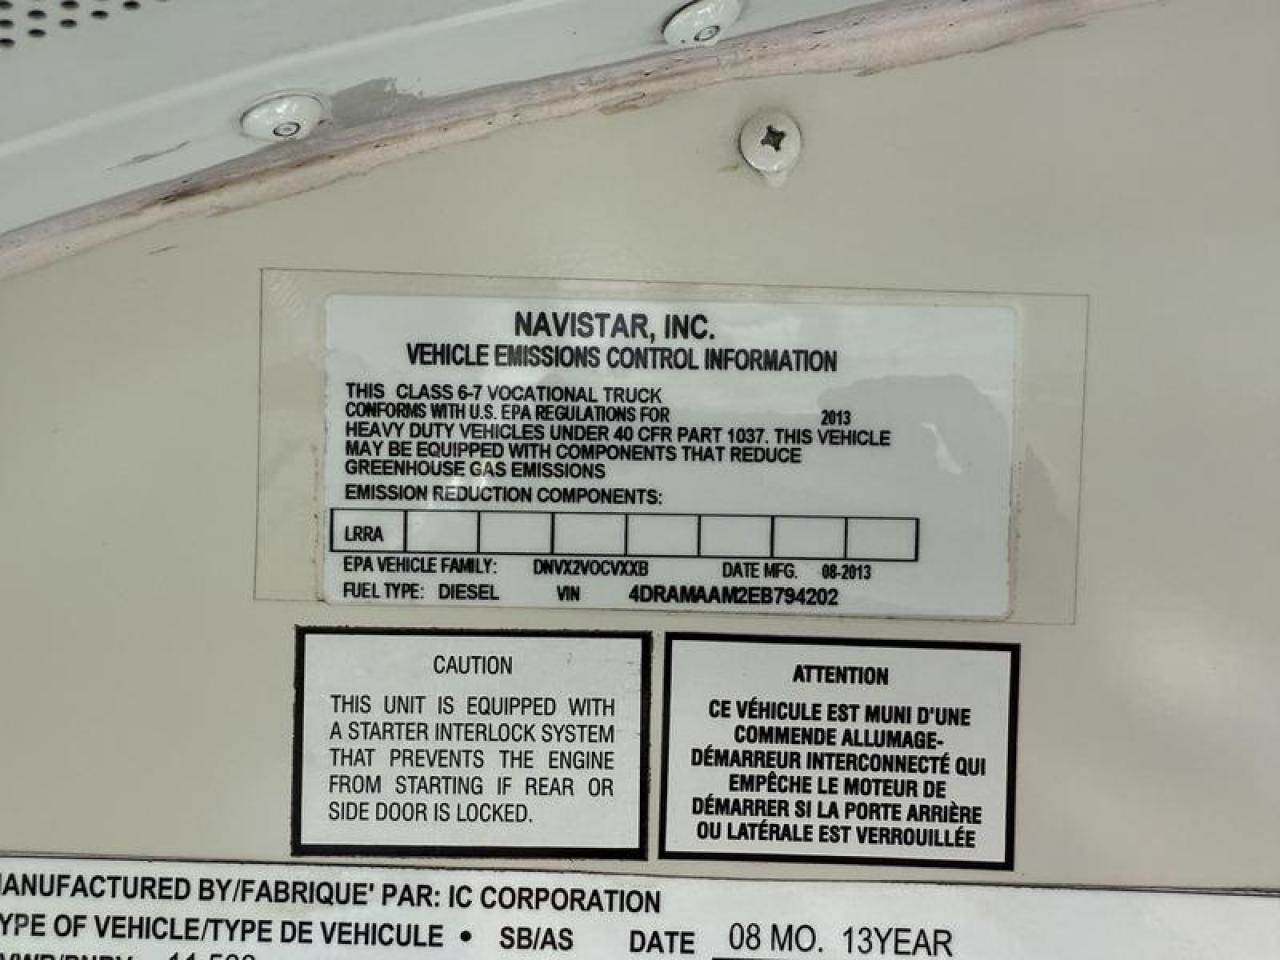 NAVISTAR, INC.
VEHICLE EMISSIONS CONTROL INFORMATION
THIS CLASS 6-7 VOCATIONAL TRUCK
CONFORMS WITH U.S. EPA REGULATIONS FOR 2013
HEAVY DUTY VEHICLES UNDER 40 CFR PART 1037. THIS VEHICLE
MAY BE EQUIPPED WITH COMPONENTS THAT REDUCE
GREENHOUSE GAS EMISSIONS
EMISSION REDUCTION COMPONENTS:
LRRA
EPA VEHICLE FAMILY: DNVX2VOCVXXB DATE MFG. 08-2013
FUEL TYPE: DIESEL VIN 4DRAMAAM2EB794202
CAUTION
THIS UNIT IS EQUIPPED WITH
A STARTER INTERLOCK SYSTEM
THAT PREVENTS THE ENGINE
FROM STARTING IF REAR OR
SIDE DOOR IS LOCKED.
ATTENTION
CE VÉHICULE EST MUNI D'UNE
COMMENDE ALLUMAGE-
DÉMARREUR INTERCONNECTÉ QUI
EMPÊCHE LE MOTEUR DE
DÉMARRER SI LA PORTE ARRIÈRE
OU LATÉRALE EST VERROUILLÉE
ANUFACTURED BY/FABRIQUE' PAR: IC CORPORATION
YPE OF VEHICLE/TYPE DE VEHICULE • SB/AS DATE 08 MO. 13YEAR